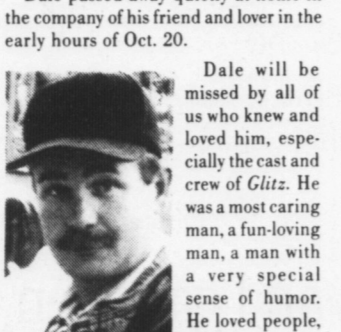 the company of his friend and lover in the
early hours of Oct. 20.
Dale will be
missed by all of
us who knew and
loved him, espe-
cially the cast and
crew of Glitz. He
was a most caring
man, a fun-loving
man, a man with
a very special
sense of humor.
He loved people,